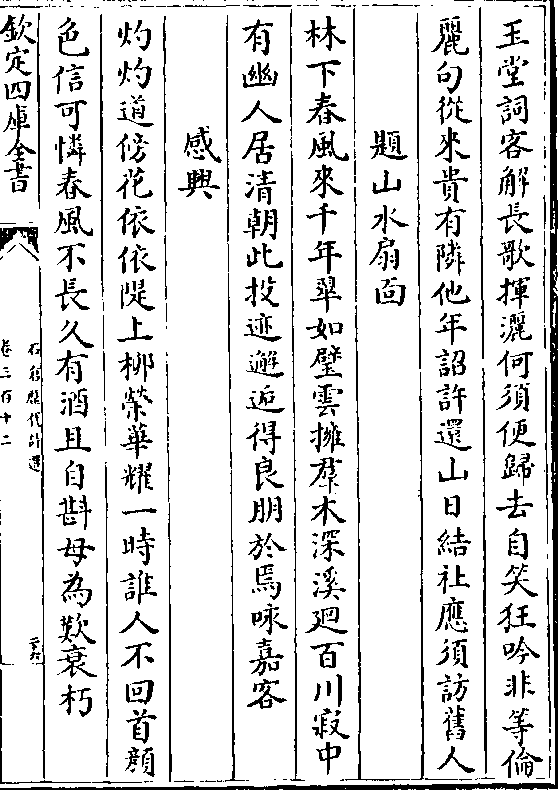 玉堂詞客解長歌揮灑何須便歸去自笑狂吟非等倫
麗句從來貴有隣他年詔許還山日結社應須訪舊人
題山水扇面
林下春風來千年翠如壁雲擁羣木深溪廻百川寂中
有幽人居清朝此投迹邂逅得良朋於焉咏嘉客
感興
灼灼道傍花依依隄上柳榮華耀一時誰人不回首顔
色信可憐春風不長久有酒且自斟母為歎衰朽
欽定四庫全書
石倉歷代詩選
卷三百十二